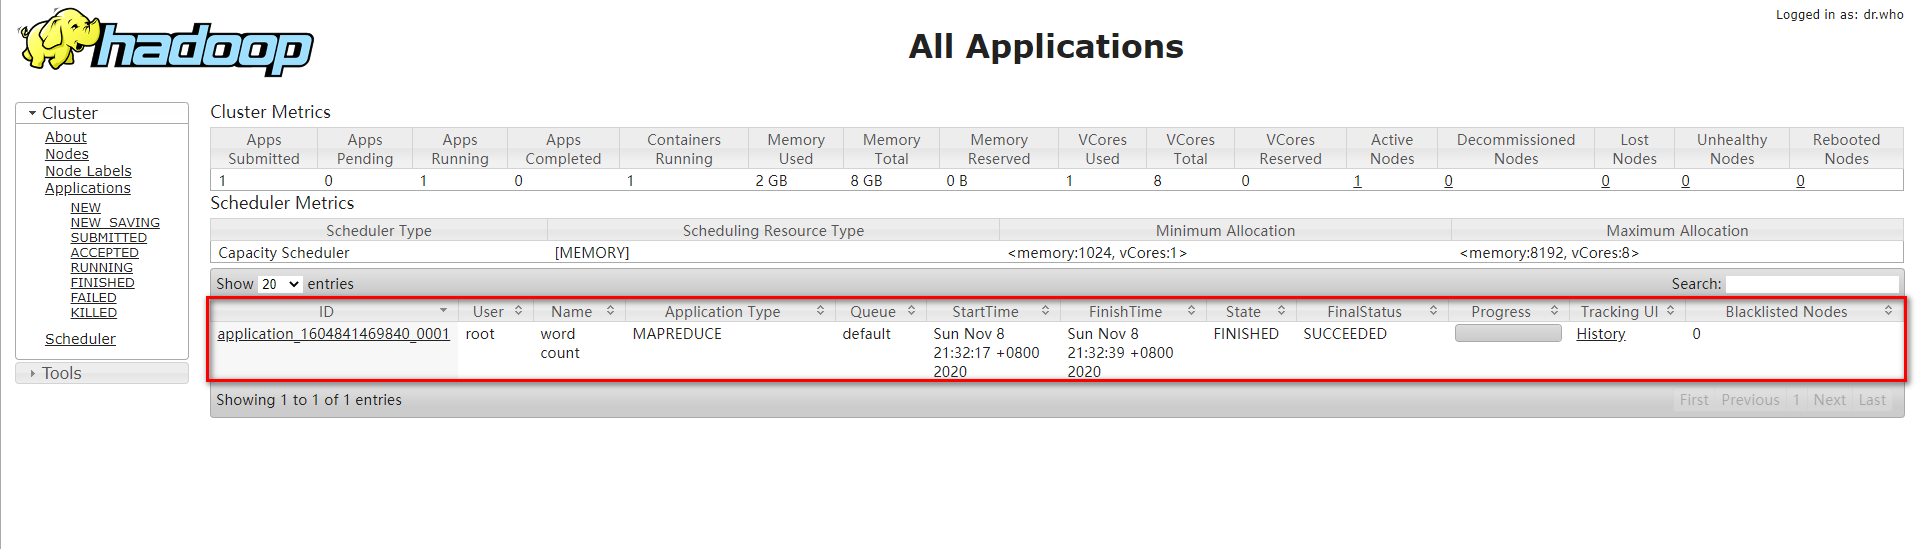 Logged in as: dr.who
hadoop
All Applications
Cluster
About
Nodes
Node Labels
Applications
NEW
NEW_SAVING
SUBMITTED
ACCEPTED
RUNNING
FINISHED
FAILED
KILLED
Scheduler
Tools
Cluster Metrics
Apps Submitted Apps Pending Apps Running Apps Completed Containers Running Memory Used Memory Total Memory Reserved VCores Used VCores Total VCores Reserved Active Nodes Decommissioned Nodes Lost Nodes Unhealthy Nodes Rebooted Nodes
1 0 1 0 1 2 GB 8 GB 0 B 1 8 0 1 0 0 0 0
Scheduler Metrics
Scheduler Type Scheduling Resource Type Minimum Allocation Maximum Allocation
Capacity Scheduler [MEMORY] <memory:1024, vCores:1> <memory:8192, vCores:8>
Show 20 entries Search:
ID User Name Application Type Queue StartTime FinishTime State FinalStatus Progress Tracking UI Blacklisted Nodes
application_1604841469840_0001 root word MAPREDUCE default Sun Nov 8 Sun Nov 8 FINISHED SUCCEEDED History 0
count 21:32:17 +0800 21:32:39 +0800
2020 2020
Showing 1 to 1 of 1 entries First Previous 1 Next Last